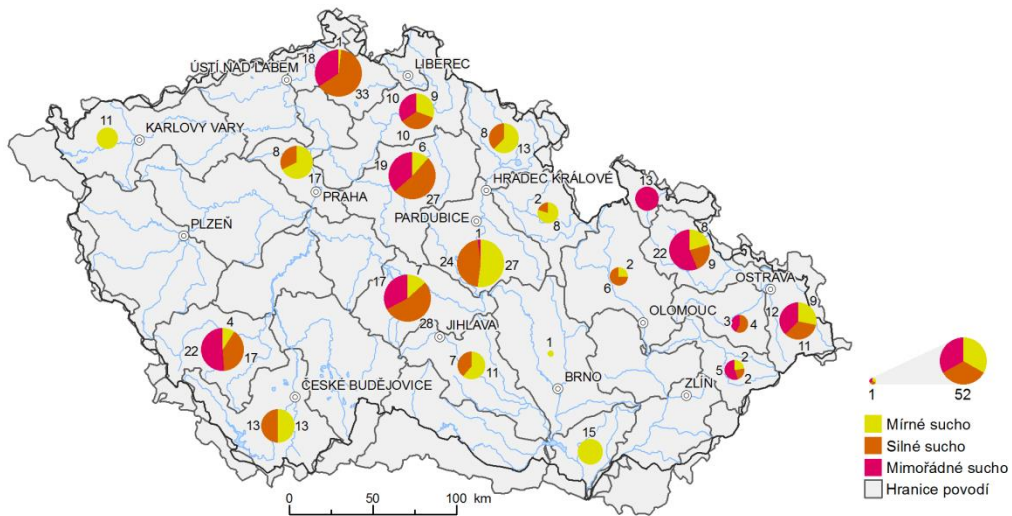 1
18
33
ÚSTÍ NAD LABEM
LIBEREC
10
9
10
11
KARLOVY VARY
8
17
PRAHA
6
19
27
8
13
HRADEC KRÁLOVÉ
2
8
13
PLZEŇ
PARDUBICE
1
24
27
8
22
9
OSTRAVA
2
6
OLOMOUC
7
17
28
JIHLAVA
9
12
11
3
4
4
22
17
1
7
11
BRNO
2
5
2
ZLÍN
ČESKÉ BUDĚJOVICE
13
13
15
1
52
Mírné sucho
Silné sucho
Mimořádné sucho
Hranice povodí
0
50
100 km